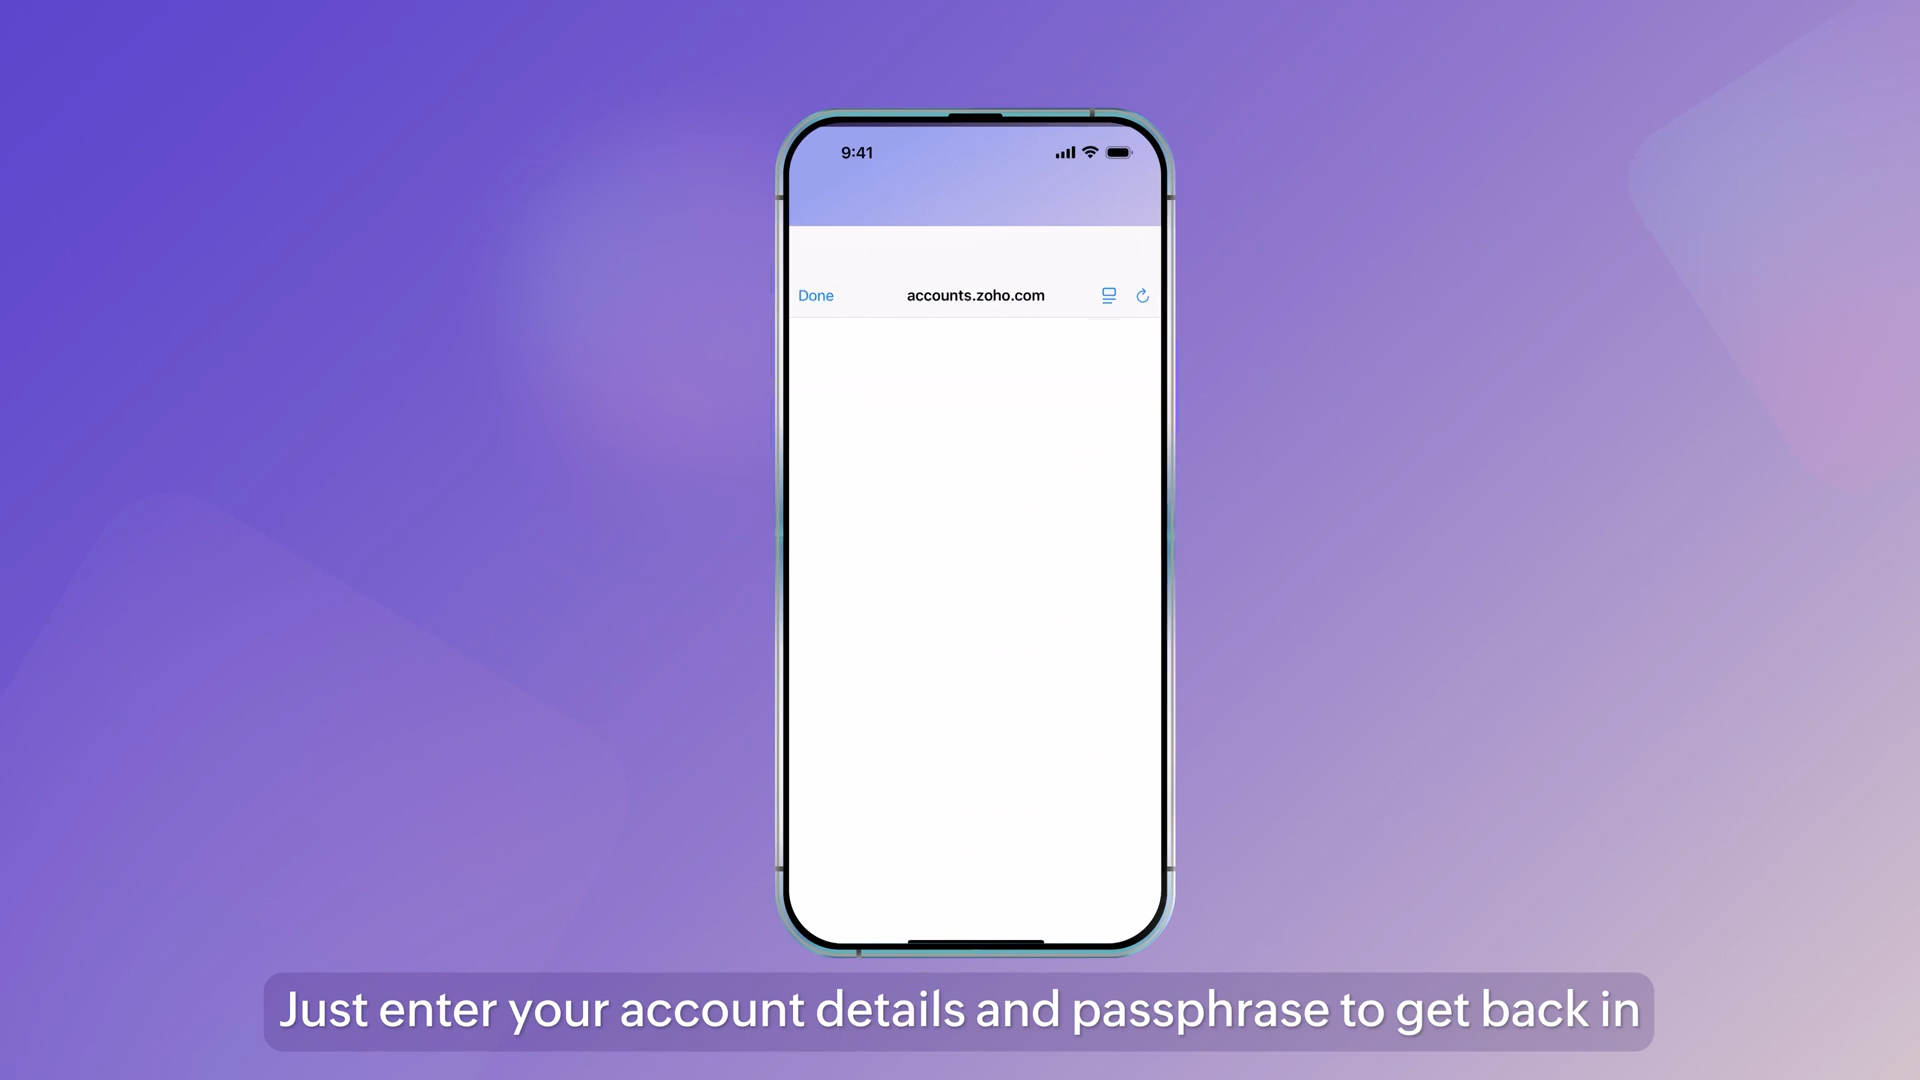 9:41
Done accounts.zoho.com
Just enter your account details and passphrase to get back in